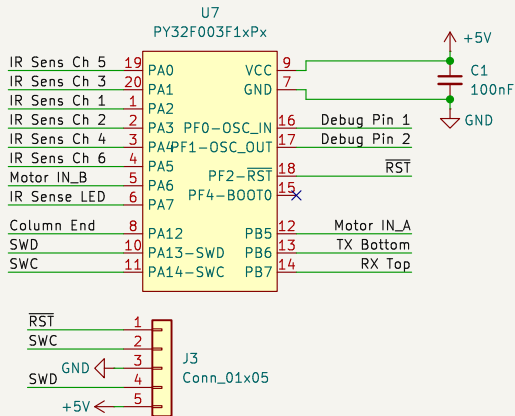 U7
PY32F003F1xPx
IR Sens Ch 5 19 PA0 VCC 9 +5V
IR Sens Ch 3 20 PA1 GND 7 C1
IR Sens Ch 1 1 PA2 100nF
IR Sens Ch 2 2 PA3 PF0-OSC_IN 16 Debug Pin 1 GND
IR Sens Ch 4 3 PA4 PF1-OSC_OUT 17 Debug Pin 2
IR Sens Ch 6 4 PA5 PF2-RST 18 RST
Motor IN_B 5 PA6 PF4-BOOT0 15
IR Sense LED 6 PA7
Column End 8 PA12 PB5 12 Motor IN_A
SWD 10 PA13-SWD PB6 13 TX Bottom
SWC 11 PA14-SWC PB7 14 RX Top
RST 1
SWC 2
GND 3 J3
SWD 4 Conn_01x05
+5V 5